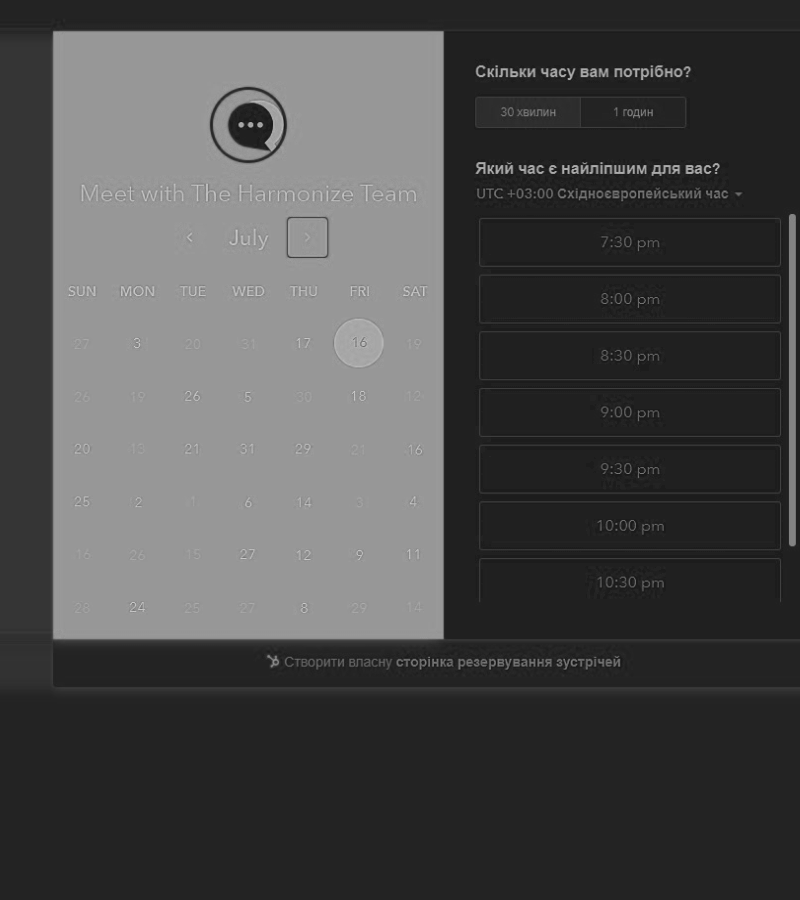 Meet with The Harmonize Team
July
SUN MON TUE WED THU FRI SAT
27 3 20 31 17 16 19
26 19 26 5 30 18 12
20 13 21 31 29 21 16
25 2 6 14 3 4
16 26 15 27 12 9 11
28 24 25 27 8 29 14
Скільки часу вам потрібно?
30 хвилин 1 годин
Який час є найліпшим для вас?
UTC +03:00 Східноєвропейський час
7:30 pm
8:00 pm
8:30 pm
9:00 pm
9:30 pm
10:00 pm
10:30 pm
Створити власну сторінка резервування зустрічей